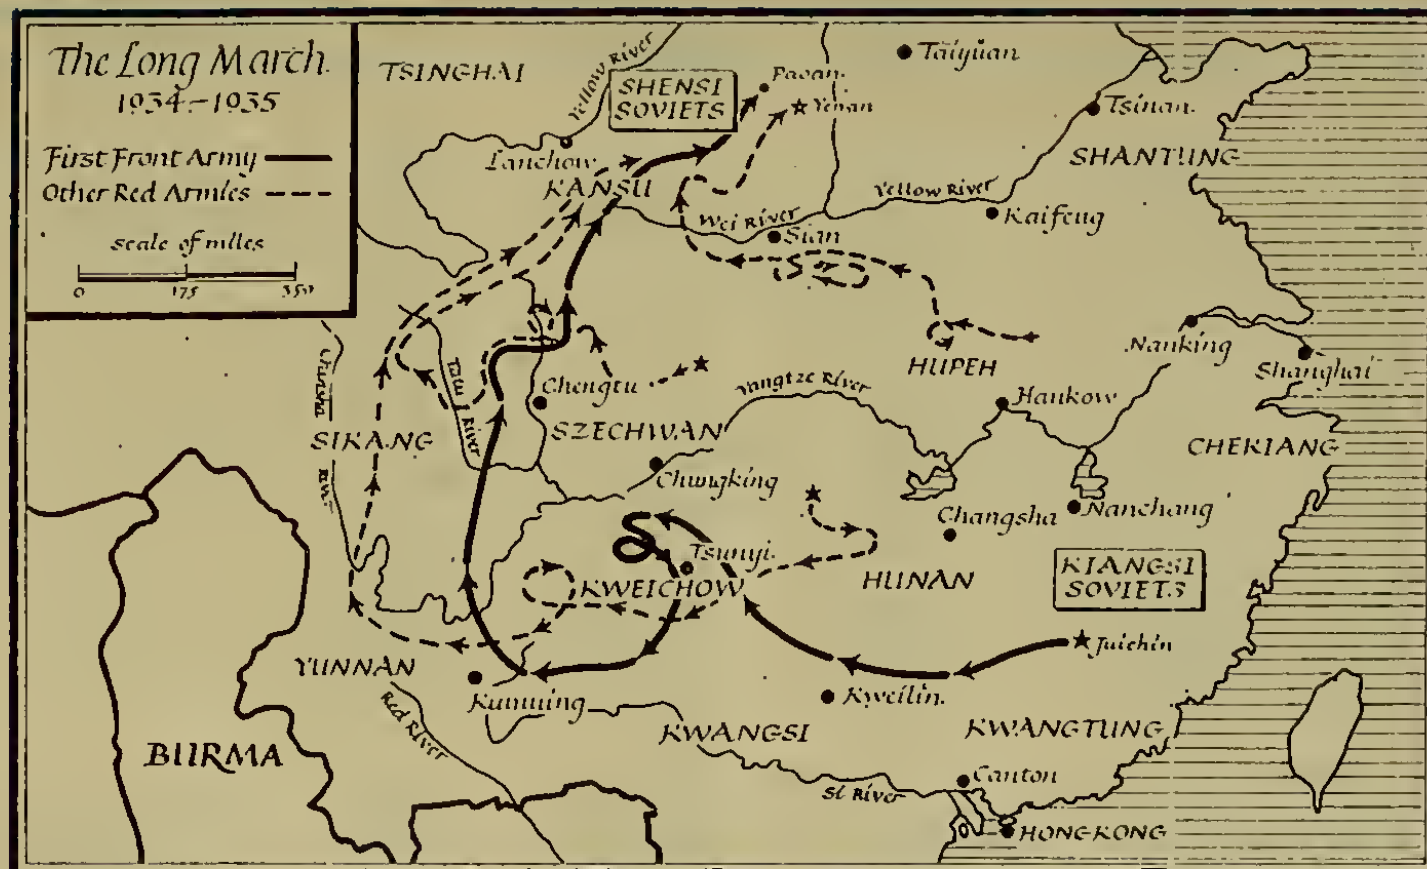 The Long March.
1934–1935
First Front Army
Other Red Armies
scale of miles
0 175 350
TSINGHAI
Yellow River
SHENSI
SOVIETS
Paoan.
Yenan
Taiyüan
Tsinan.
SHANTUNG
Lanchow
KANSU
Wei River
Yellow River
Sian
Kaifeng
Nanking
Shanghai
HUPEH
Hankow
Yangtze River
Chengtu
Tatu River
SIKANG
SZECHWAN
Chungking
CHEKIANG
Changsha
Nanchang
Tsunyi.
KWEICHOW
HUNAN
KIANGSI
SOVIETS
Juichin
YUNNAN
Kunming
Kweilin.
Red River
KWANGSI
KWANGTUNG
BURMA
Canton
Si River
HONGKONG